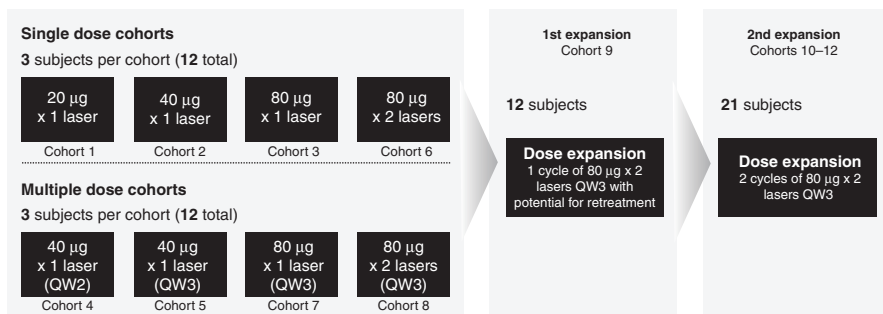 Single dose cohorts
3 subjects per cohort (12 total)
20 μg
x 1 laser
Cohort 1
40 μg
x 1 laser
Cohort 2
80 μg
x 1 laser
Cohort 3
80 μg
x 2 lasers
Cohort 6
Multiple dose cohorts
3 subjects per cohort (12 total)
40 μg
x 1 laser
(QW2)
Cohort 4
40 μg
x 1 laser
(QW3)
Cohort 5
80 μg
x 1 laser
(QW3)
Cohort 7
80 μg
x 2 lasers
(QW3)
Cohort 8
1st expansion
Cohort 9
12 subjects
Dose expansion
1 cycle of 80 μg x 2
lasers QW3 with
potential for retreatment
2nd expansion
Cohorts 10–12
21 subjects
Dose expansion
2 cycles of 80 μg x 2
lasers QW3